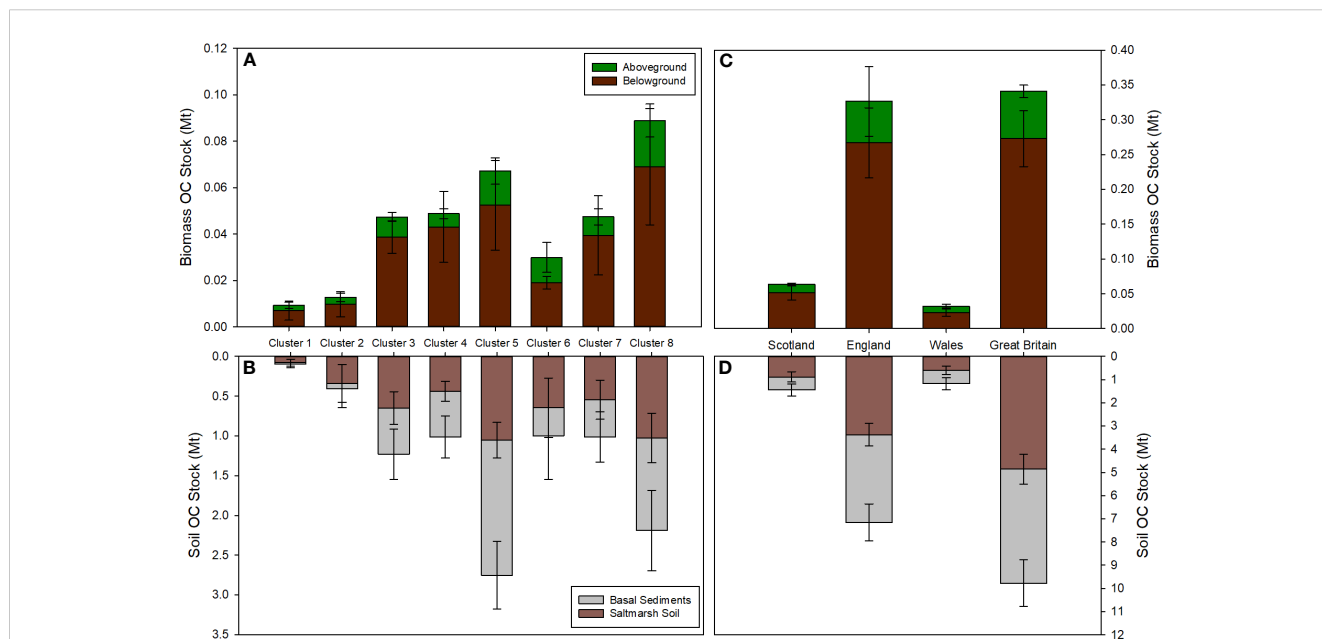 A
Aboveground
Belowground
Biomass OC Stock (Mt)
0.12
0.10
0.08
0.06
0.04
0.02
0.00
C
Biomass OC Stock (Mt)
0.40
0.35
0.30
0.25
0.20
0.15
0.10
0.05
0.00
Cluster 1 Cluster 2 Cluster 3 Cluster 4 Cluster 5 Cluster 6 Cluster 7 Cluster 8
Scotland England Wales Great Britain
B
Soil OC Stock (Mt)
0.0
0.5
1.0
1.5
2.0
2.5
3.0
3.5
Basal Sediments
Saltmarsh Soil
D
Soil OC Stock (Mt)
0
1
2
3
4
5
6
7
8
9
10
11
12